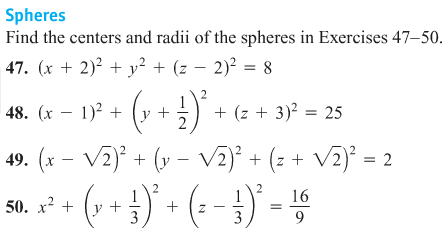 Spheres
Find the centers and radii of the spheres in Exercises 47–50.
47. (x + 2)² + y² + (z − 2)² = 8
48. (x − 1)² + (y + 1/2)² + (z + 3)² = 25
49. (x − √2)² + (y − √2)² + (z + √2)² = 2
50. x² + (y + 1/3)² + (z − 1/3)² = 16/9